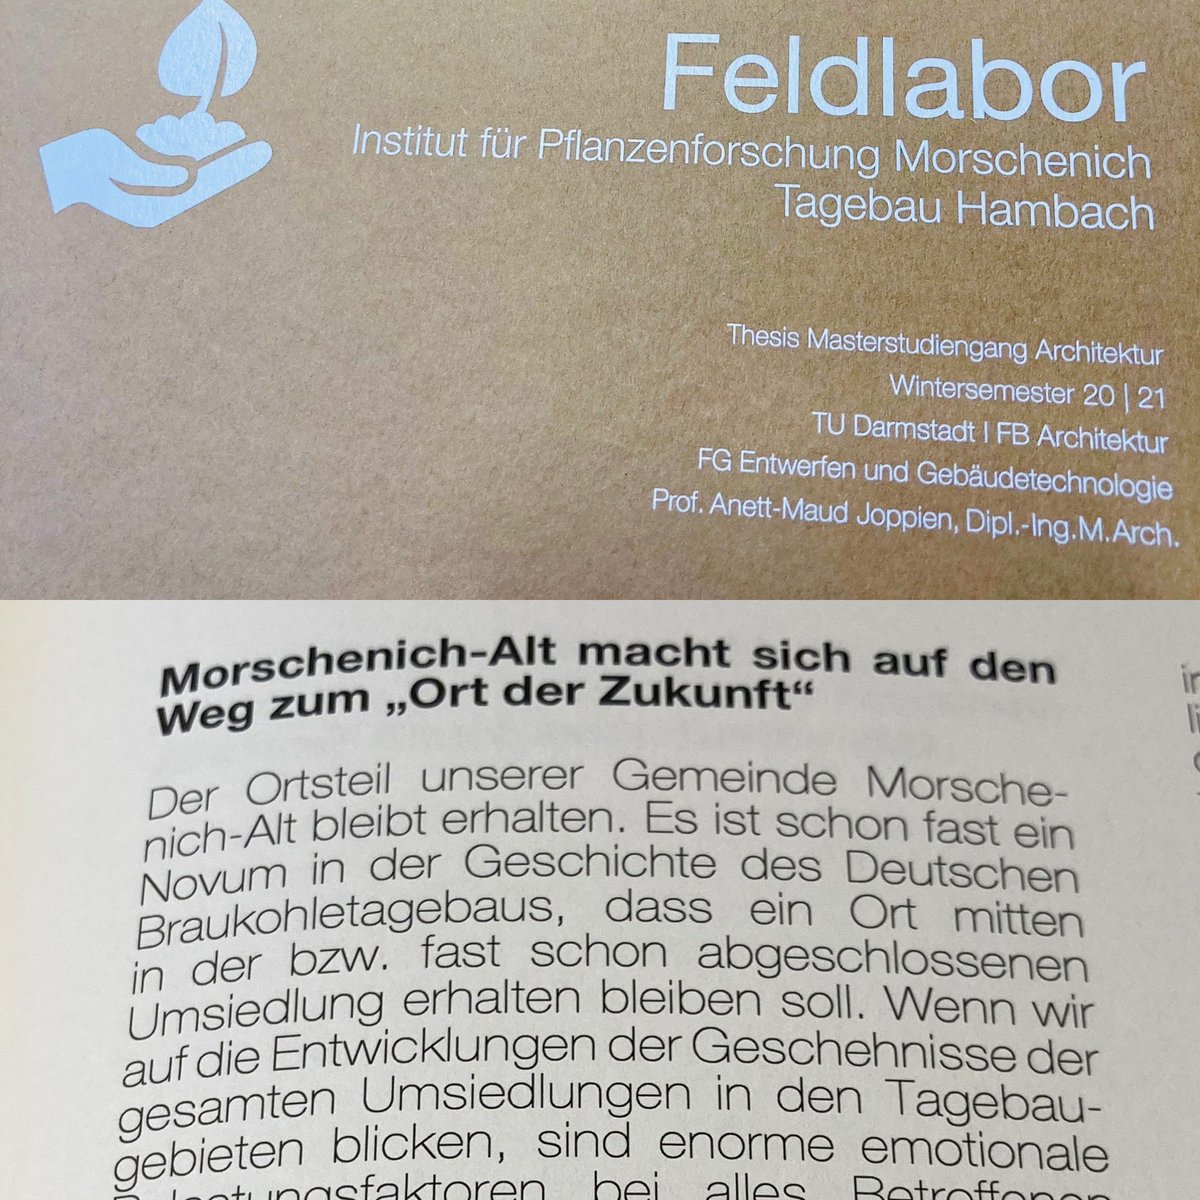 Feldlabor
Institut für Pflanzenforschung Morschenich
Tagebau Hambach
Thesis Masterstudiengang Architektur
Wintersemester 20 | 21
TU Darmstadt I FB Architektur
FG Entwerfen und Gebäudetechnologie
Prof. Anett-Maud Joppien, Dipl.-Ing.M.Arch.
Morschenich-Alt macht sich auf den
Weg zum „Ort der Zukunft“
Der Ortsteil unserer Gemeinde Morsche-
nich-Alt bleibt erhalten. Es ist schon fast ein
Novum in der Geschichte des Deutschen
Braukohletagebaus, dass ein Ort mitten
in der bzw. fast schon abgeschlossenen
Umsiedlung erhalten bleiben soll. Wenn wir
auf die Entwicklungen der Geschehnisse der
gesamten Umsiedlungen in den Tagebau-
gebieten blicken, sind enorme emotionale
bei alles Betroffenen